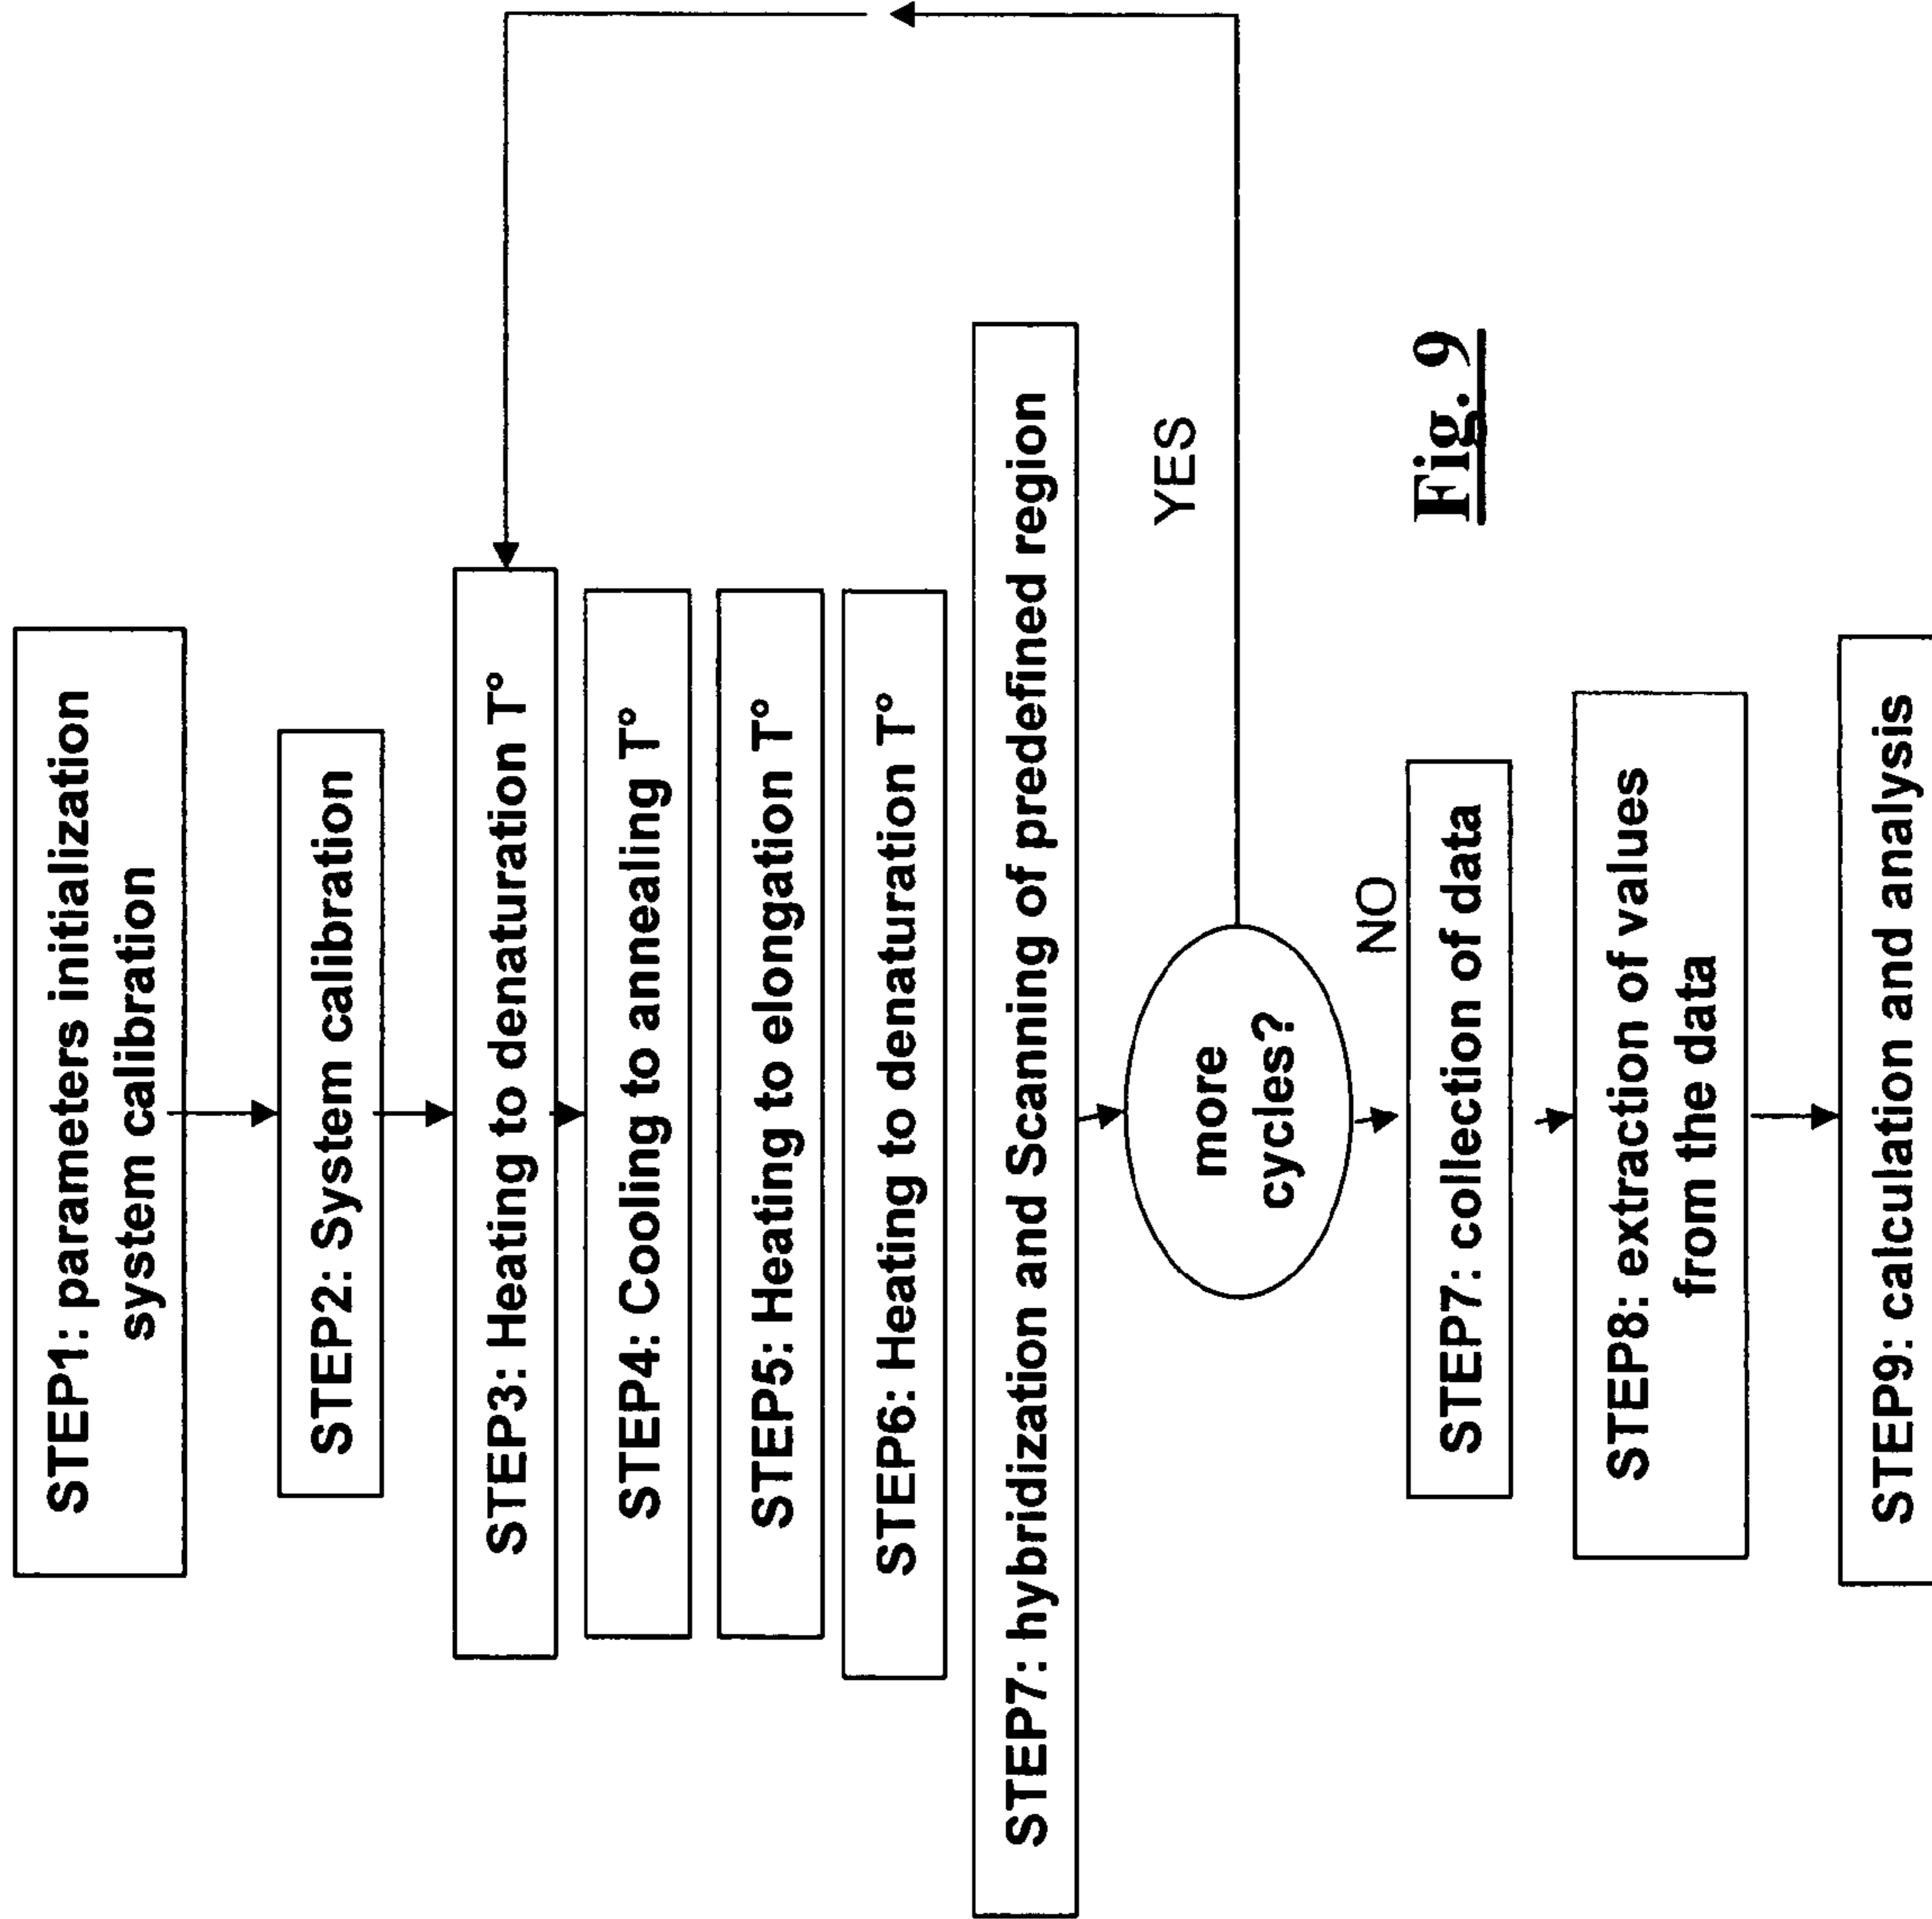 STEP1: parameters initialization
system calibration
STEP2: System calibration
STEP3: Heating to denaturation T°
STEP4: Cooling to annealing T°
STEP5: Heating to elongation T°
STEP6: Heating to denaturation T°
STEP7: hybridization and Scanning of predefined region
more
cycles?
YES
NO
STEP7: collection of data
STEP8: extraction of values
from the data
STEP9: calculation and analysis
Fig. 9